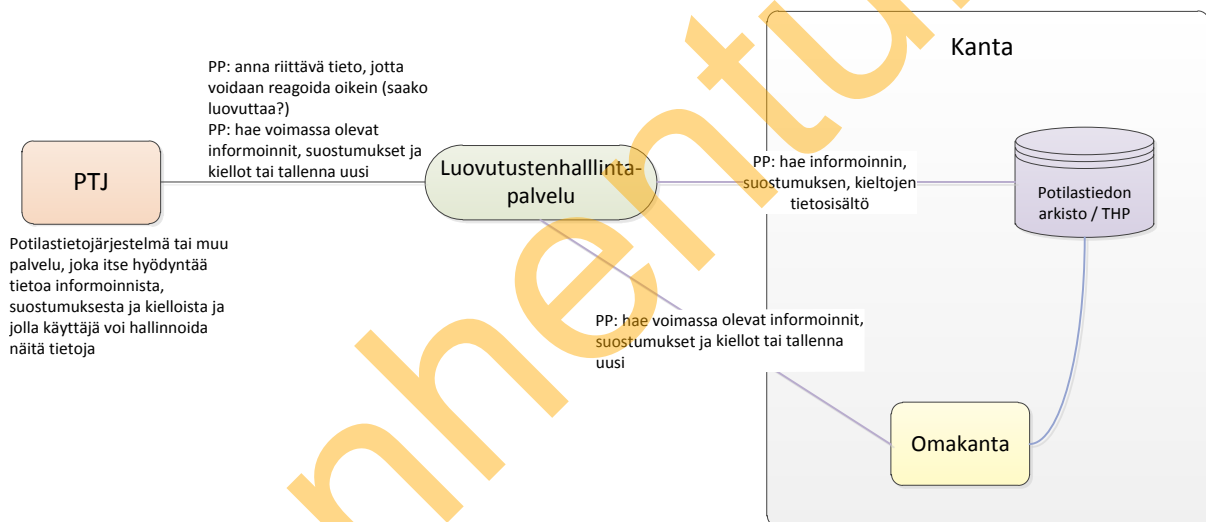 Kanta
PP: anna riittävä tieto, jotta
voidaan reagoida oikein (saako
luovuttaa?)
PP: hae voimassa olevat
informoinnit, suostumukset ja
kiellot tai tallenna uusi
PTJ
Luovutustenhalllinta-
palvelu
PP: hae informoinnin,
suostumuksen, kieltojen
tietosisältö
Potilastiedon
arkisto / THP
Potilastietojärjestelmä tai muu
palvelu, joka itse hyödyntää
tietoa informoinnista,
suostumuksesta ja kielloista ja
jolla käyttäjä voi hallinnoida
näitä tietoja
PP: hae voimassa olevat informoinnit,
suostumukset ja kiellot tai tallenna
uusi
Omakanta
nhentu